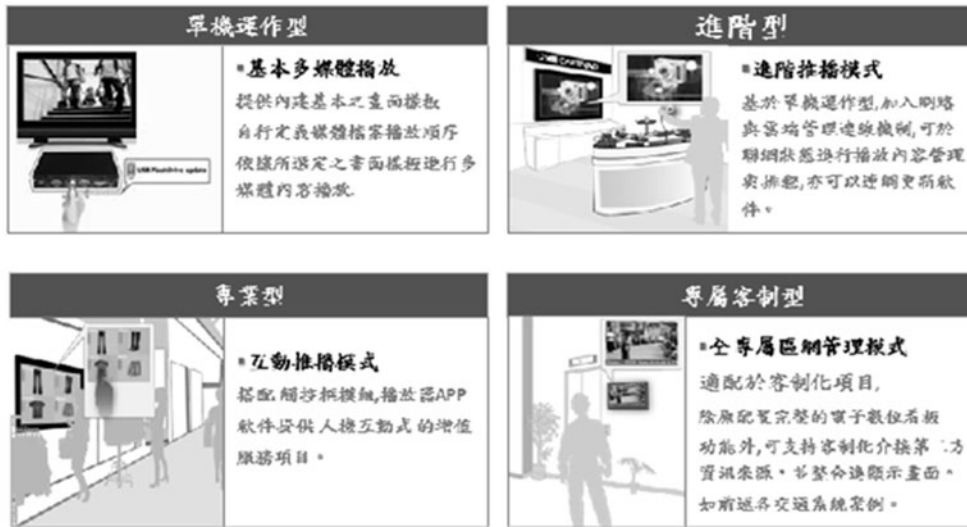 單機運作型
▪基本多媒體播放
提供內建基本之畫面樣板
自行定義媒體檔案播放順序
依據所選定之畫面樣板進行多
媒體內容播放
USB Flash Drive update
進階型
▪進階推播模式
基於單機運作型,加入網路
與雲端管理連線機制,可於
聯網狀態進行播放內容管理
與排程,亦可以連網更新軟
件。
專業型
▪互動推播模式
搭配觸控模組,播放器APP
軟件提供人機互動式的增值
服務項目。
專屬客制型
▪全專屬區網管理模式
適配於客制化項目,
除原配置完整的電子數位看板
功能外,可支持客制化介接第三方
資訊來源。並整合進顯示畫面。
如前述各交通系統案例。